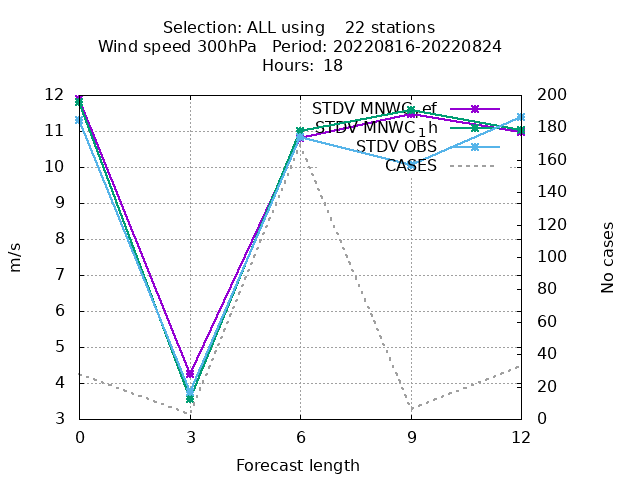 Selection: ALL using    22 stations
Wind speed 300hPa   Period: 20220816-20220824
Hours: 18
STDV MNWC_ef
STDV MNWC_1h
STDV OBS
CASES
12
11
10
9
8
7
6
5
4
3
200
180
160
140
120
100
80
60
40
20
0
m/s
No cases
0 3 6 9 12
Forecast length